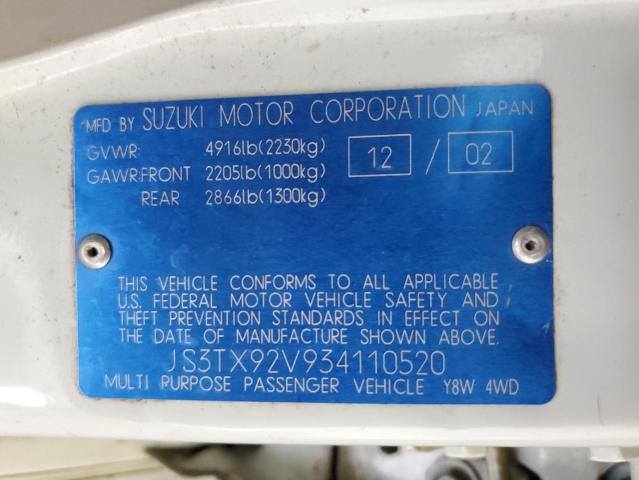 MFD BY SUZUKI MOTOR CORPORATION JAPAN
GVWR: 4916lb(2230kg) 12 / 02
GAWR:FRONT 2205lb(1000kg)
REAR 2866lb(1300kg)
THIS VEHICLE CONFORMS TO ALL APPLICABLE
U.S. FEDERAL MOTOR VEHICLE SAFETY AND
THEFT PREVENTION STANDARDS IN EFFECT ON
THE DATE OF MANUFACTURE SHOWN ABOVE.
JS3TX92V934110520
MULTI PURPOSE PASSENGER VEHICLE Y8W 4WD